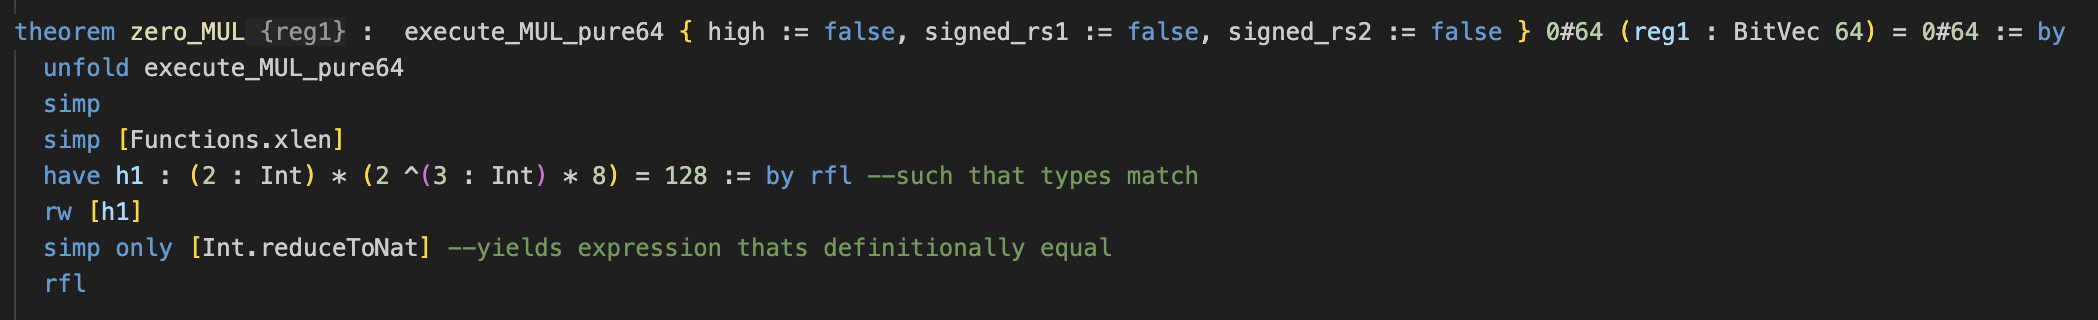 theorem zero_MUL {reg1} :  execute_MUL_pure64 { high := false, signed_rs1 := false, signed_rs2 := false } 0#64 (reg1 : BitVec 64) = 0#64 := by
  unfold execute_MUL_pure64
  simp
  simp [Functions.xlen]
  have h1 : (2 : Int) * (2 ^(3 : Int) * 8) = 128 := by rfl --such that types match
  rw [h1]
  simp only [Int.reduceToNat] --yields expression thats definitionally equal
  rfl